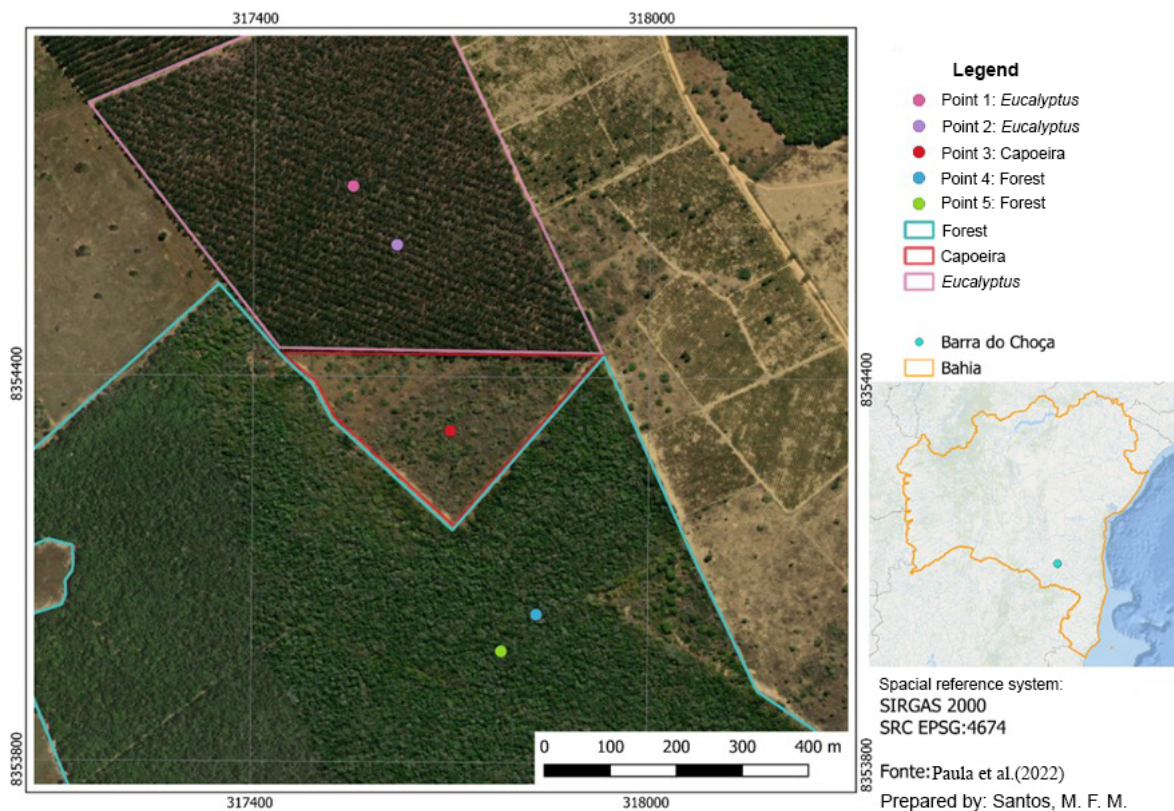 317400
318000
8354400
8354400
8353800
8353800
317400
318000
0 100 200 300 400 m
Legend
Point 1: Eucalyptus
Point 2: Eucalyptus
Point 3: Capoeira
Point 4: Forest
Point 5: Forest
Forest
Capoeira
Eucalyptus
Barra do Choça
Bahia
Spacial reference system:
SIRGAS 2000
SRC EPSG:4674
Fonte: Paula et al.(2022)
Prepared by: Santos, M. F. M.